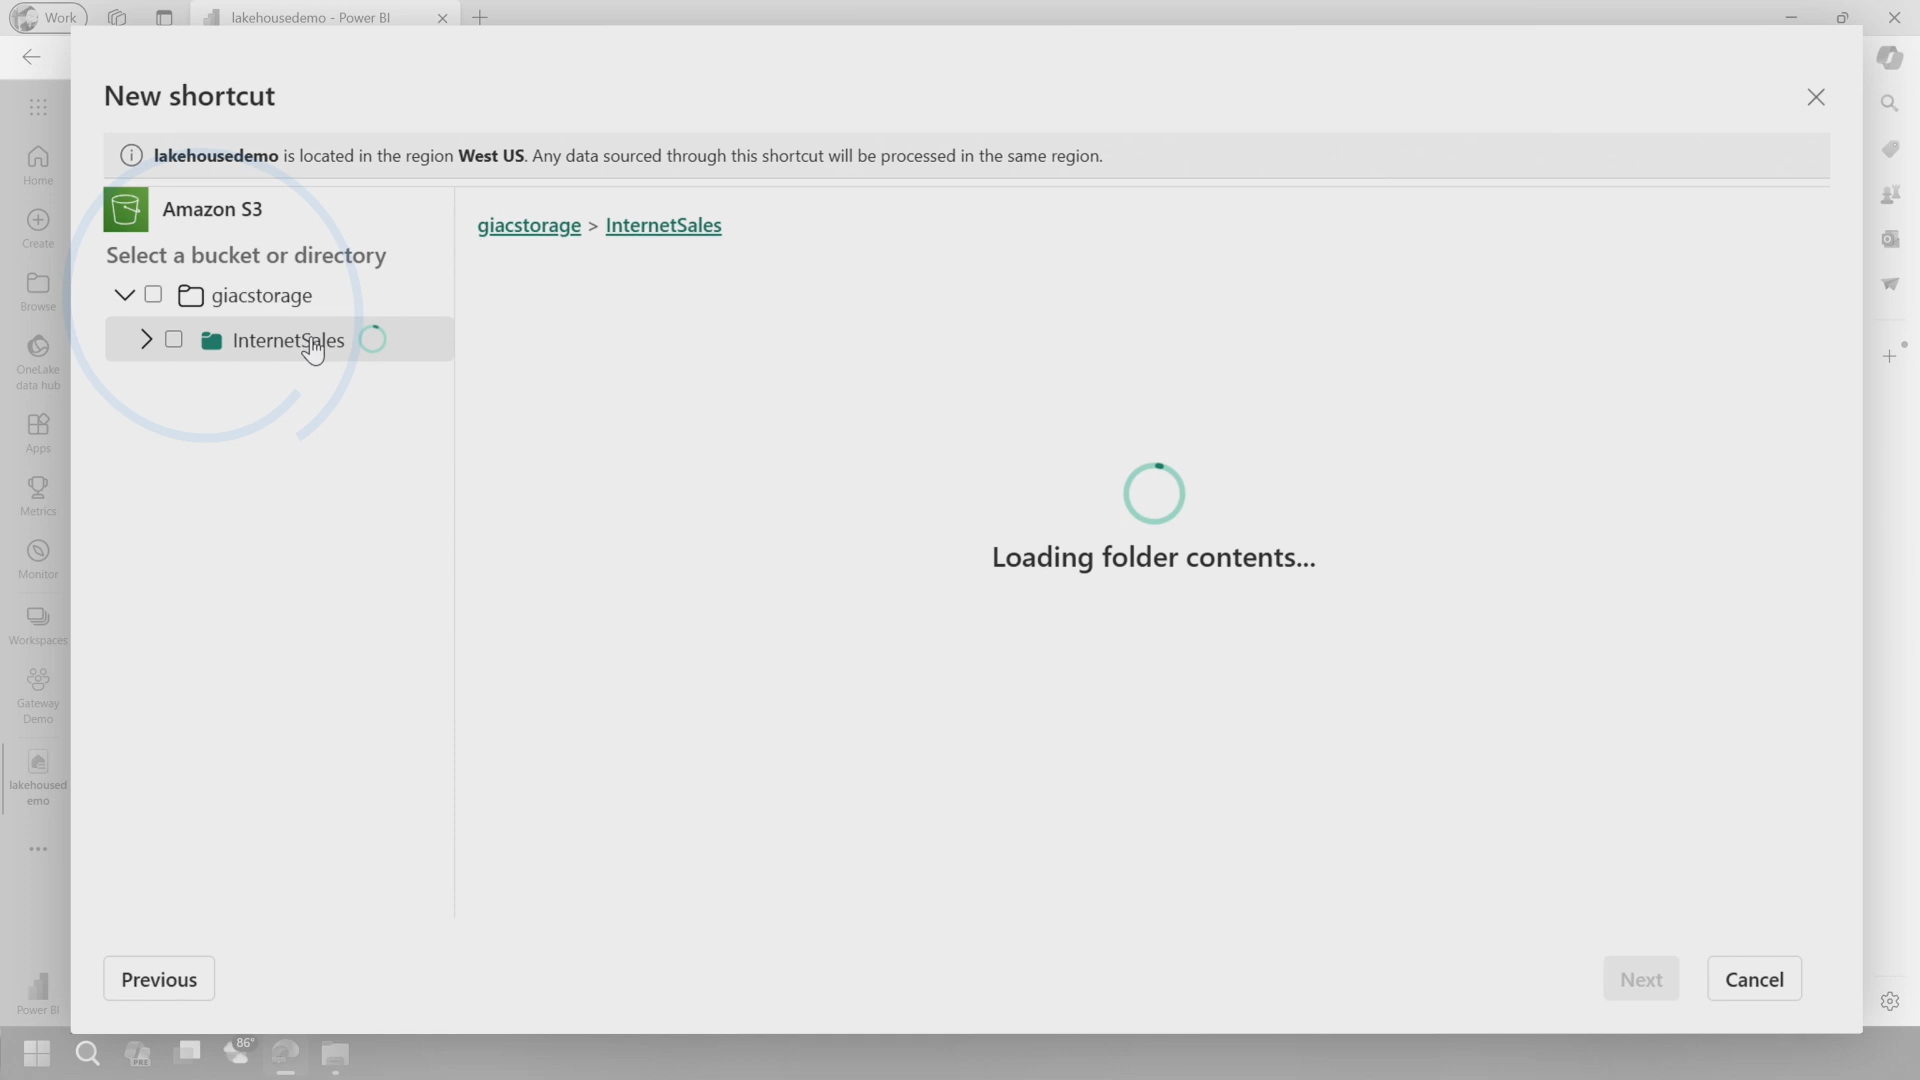 Work
lakehousedemo - Power BI
New shortcut
lakehousedemo is located in the region West US. Any data sourced through this shortcut will be processed in the same region.
Amazon S3
Select a bucket or directory
giacstorage
InternetSales
giacstorage > InternetSales
Loading folder contents...
Previous
Next
Cancel
Home
Create
Browse
OneLake
data hub
Apps
Metrics
Monitor
Workspaces
Gateway
Demo
lakehoused
emo
Power BI
PRE
86°